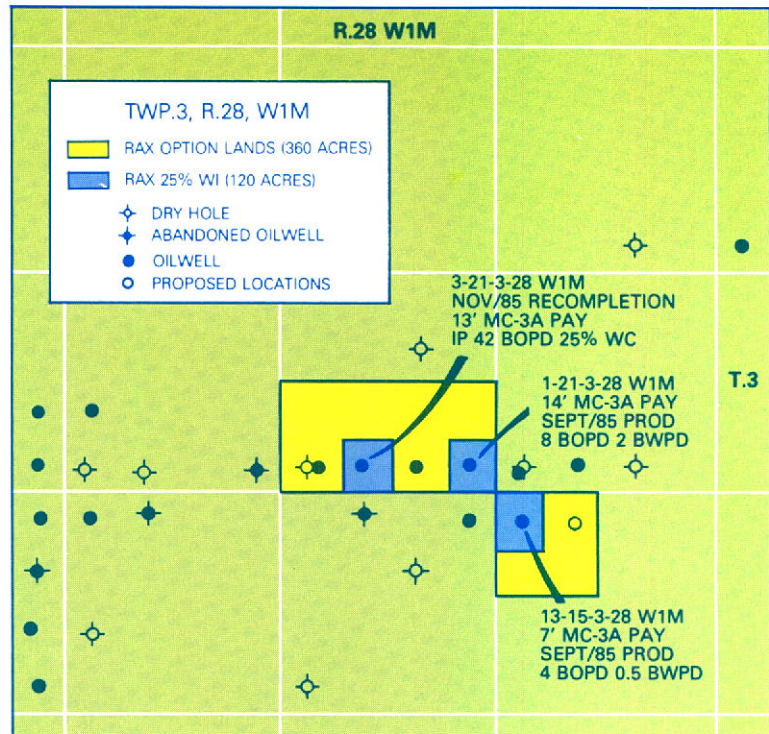 R.28 W1M
TWP.3, R.28, W1M
RAX OPTION LANDS (360 ACRES)
RAX 25% WI (120 ACRES)
DRY HOLE
ABANDONED OILWELL
OILWELL
PROPOSED LOCATIONS
3-21-3-28 W1M
NOV/85 RECOMPLETION
13' MC-3A PAY
IP 42 BOPD 25% WC
1-21-3-28 W1M
14' MC-3A PAY
SEPT/85 PROD
8 BOPD 2 BWPD
T.3
13-15-3-28 W1M
7' MC-3A PAY
SEPT/85 PROD
4 BOPD 0.5 BWPD